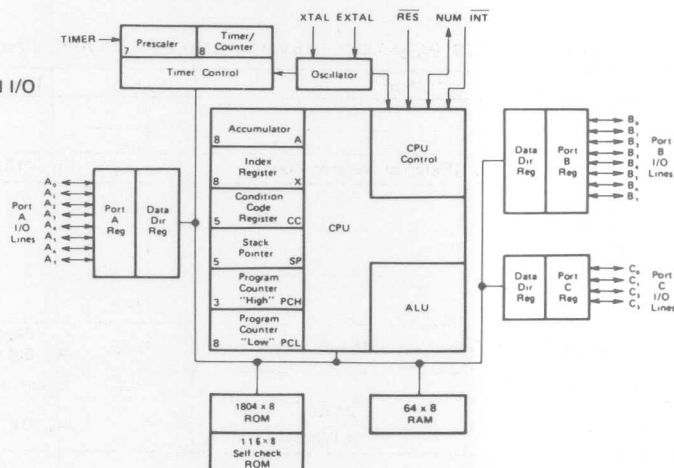 XTAL EXTAL RES NUM INT
TIMER
7 Prescaler
8 Timer/
Counter
Timer Control
Oscillator
I I/O
8 Accumulator A
8 Index
Register X
5 Condition
Code
Register CC
5 Stack
Pointer SP
3 Program
Counter
"High" PCH
8 Program
Counter
"Low" PCL
CPU
CPU
Control
ALU
Port
A
I/O
Lines
A0
A1
A2
A3
A4
A5
A6
A7
Port
A
Reg
Data
Dir
Reg
Data
Dir
Reg
Port
B
Reg
B0
B1
B2
B3
B4
B5
B6
B7
Port
B
I/O
Lines
Data
Dir
Reg
Port
C
Reg
C0
C1
C2
C3
Port
C
I/O
Lines
1804 x 8
ROM
116x8
Self check
ROM
64 x 8
RAM